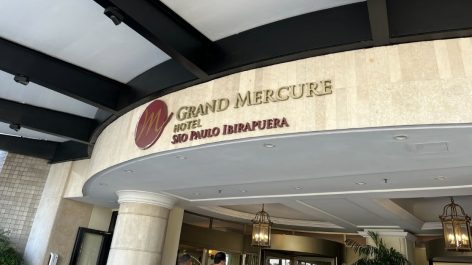 GRAND MERCURE
HOTEL
SÃO PAULO IBIRAPUERA